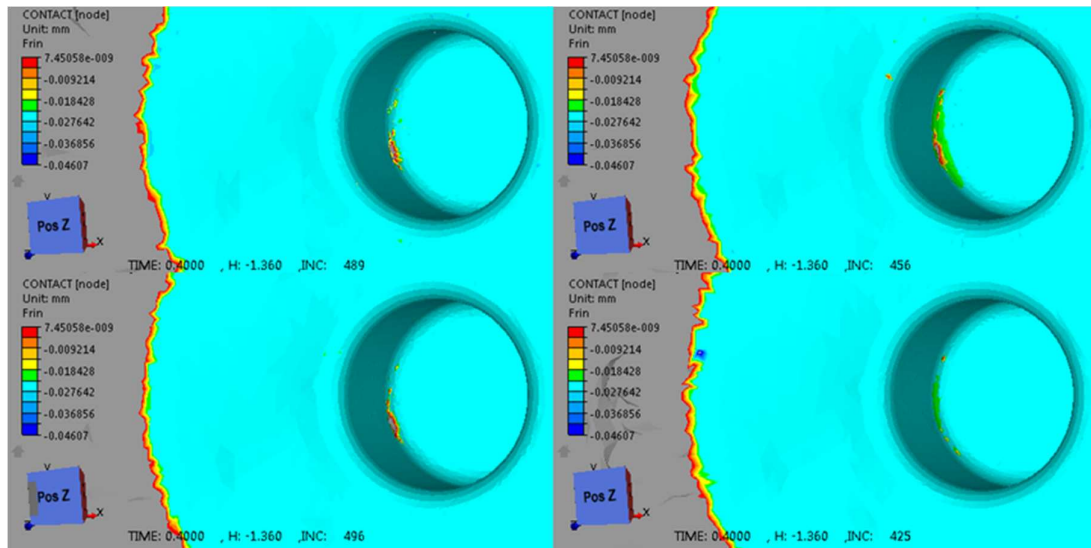 CONTACT [node]
Unit: mm
Frin
7.45058e-009
-0.009214
-0.018428
-0.027642
-0.036856
-0.04607
Y
Pos Z
X
TIME: 0.4000 , H: -1.360 ,INC: 489
CONTACT [node]
Unit: mm
Frin
7.45058e-009
-0.009214
-0.018428
-0.027642
-0.036856
-0.04607
Y
Pos Z
X
TIME: 0.4000 , H: -1.360 ,INC: 456
CONTACT [node]
Unit: mm
Frin
7.45058e-009
-0.009214
-0.018428
-0.027642
-0.036856
-0.04607
Y
Pos Z
X
TIME: 0.4000 , H: -1.360 ,INC: 496
CONTACT [node]
Unit: mm
Frin
7.45058e-009
-0.009214
-0.018428
-0.027642
-0.036856
-0.04607
Y
Pos Z
X
TIME: 0.4000 , H: -1.360 ,INC: 425